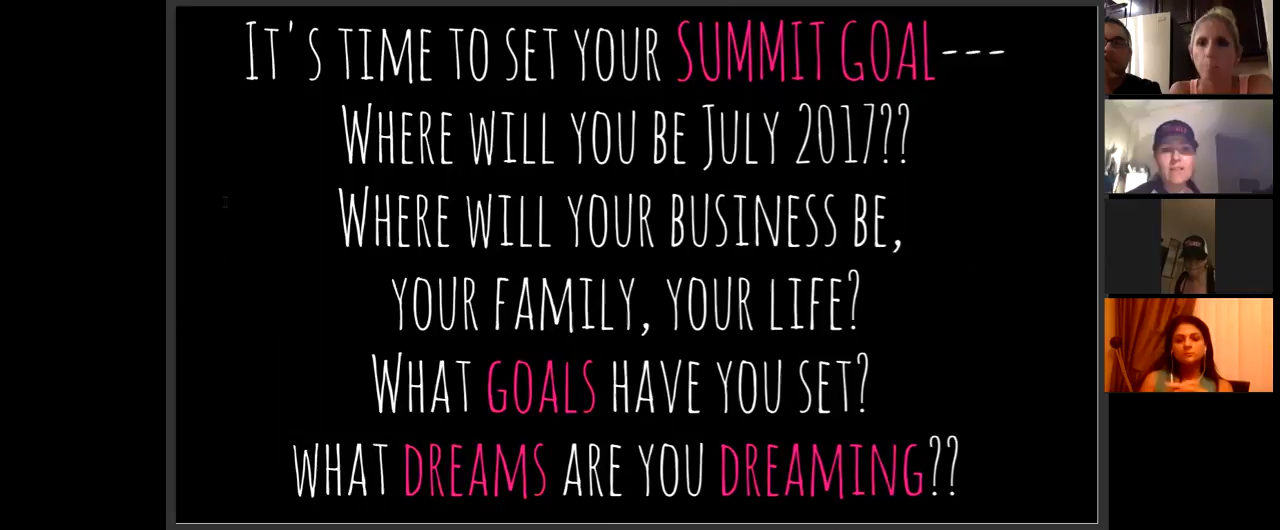 It's time to set your SUMMIT GOAL---
Where will you be July 2017??
Where will your business be,
your family, your life?
What GOALS have you set?
what DREAMS are you DREAMING??